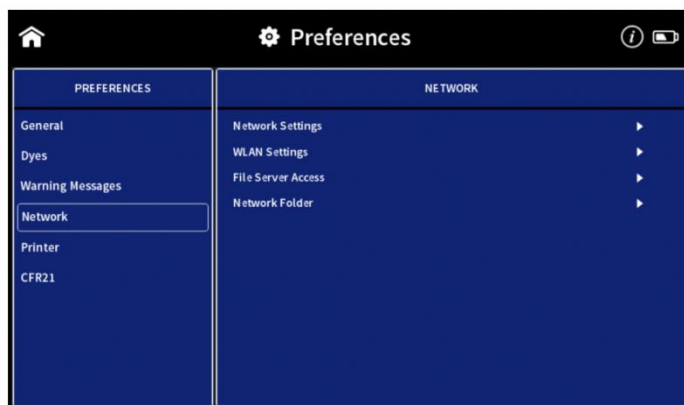 Preferences
PREFERENCES
General
Dyes
Warning Messages
Network
Printer
CFR21
NETWORK
Network Settings
WLAN Settings
File Server Access
Network Folder